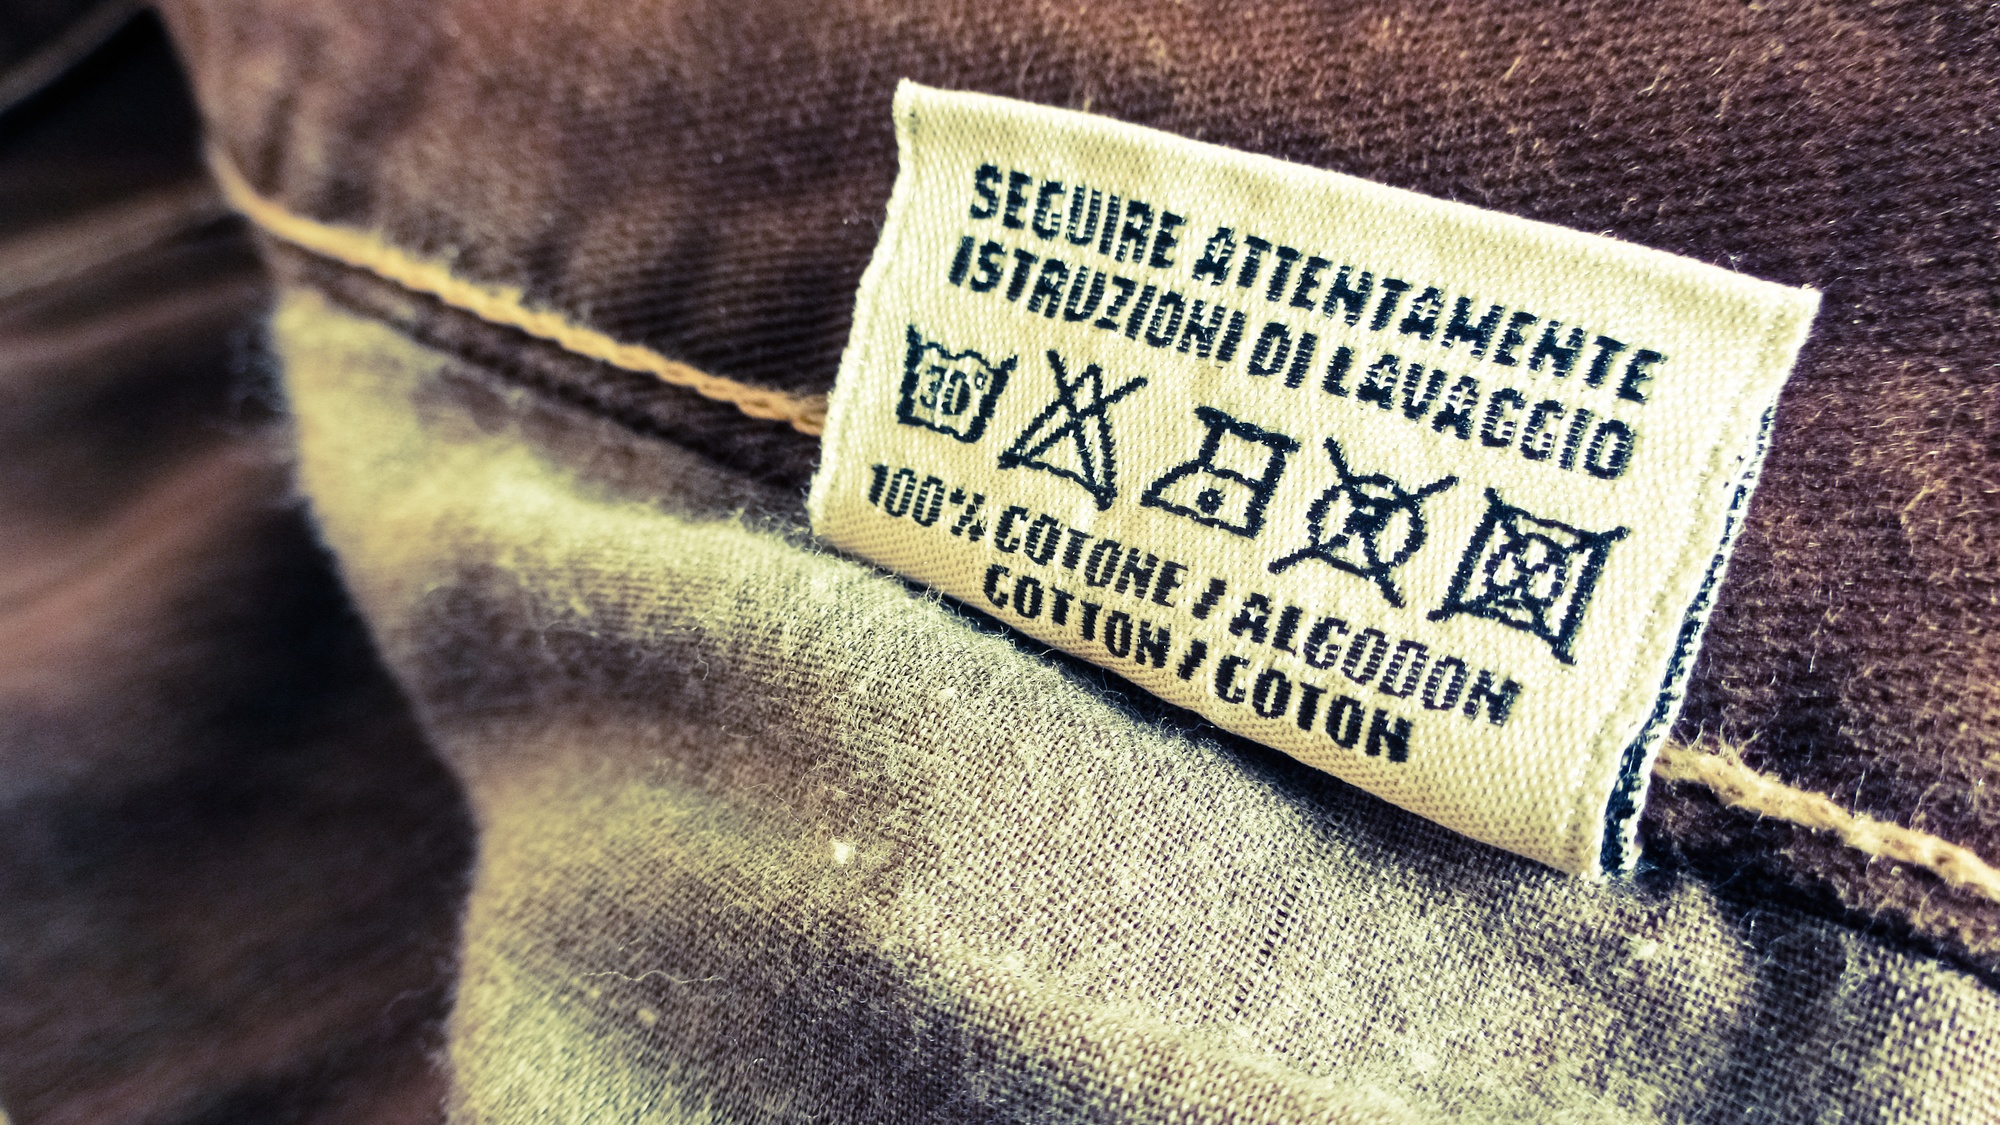 SEGUIRE ATTENTAMENTE
ISTRUZIONI DI LAVAGGIO
30°
100% COTONE / ALGODON
COTTON / COTON